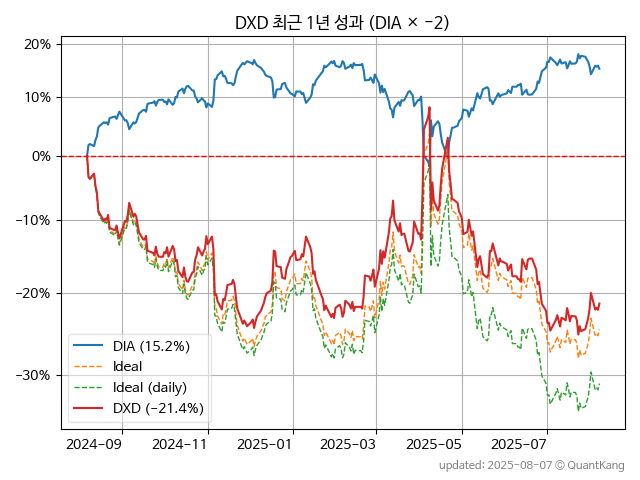 DXD 최근 1년 성과 (DIA × −2)
20%
10%
0%
−10%
−20%
−30%
DIA (15.2%)
Ideal
Ideal (daily)
DXD (−21.4%)
2024-09
2024-11
2025-01
2025-03
2025-05
2025-07
updated: 2025-08-07 © QuantKang